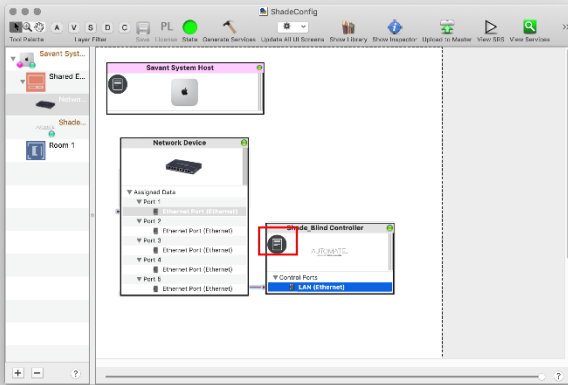 ShadeConfig
A V S D C PL
Tool Palette Layer Filter Save License State Generate Services Update All UI Screens Show Library Show Inspector Upload to Master View SRS View Services
Savant Syst...
Shared E...
Netwo...
Shade...
Room 1
Savant System Host
Network Device
Assigned Data
Port 1
Ethernet Port (Ethernet)
Port 2
Ethernet Port (Ethernet)
Port 3
Ethernet Port (Ethernet)
Port 4
Ethernet Port (Ethernet)
Port 5
Ethernet Port (Ethernet)
Shade_Blind Controller
AUTOMATE
Control Ports
LAN (Ethernet)
+ − ?
?